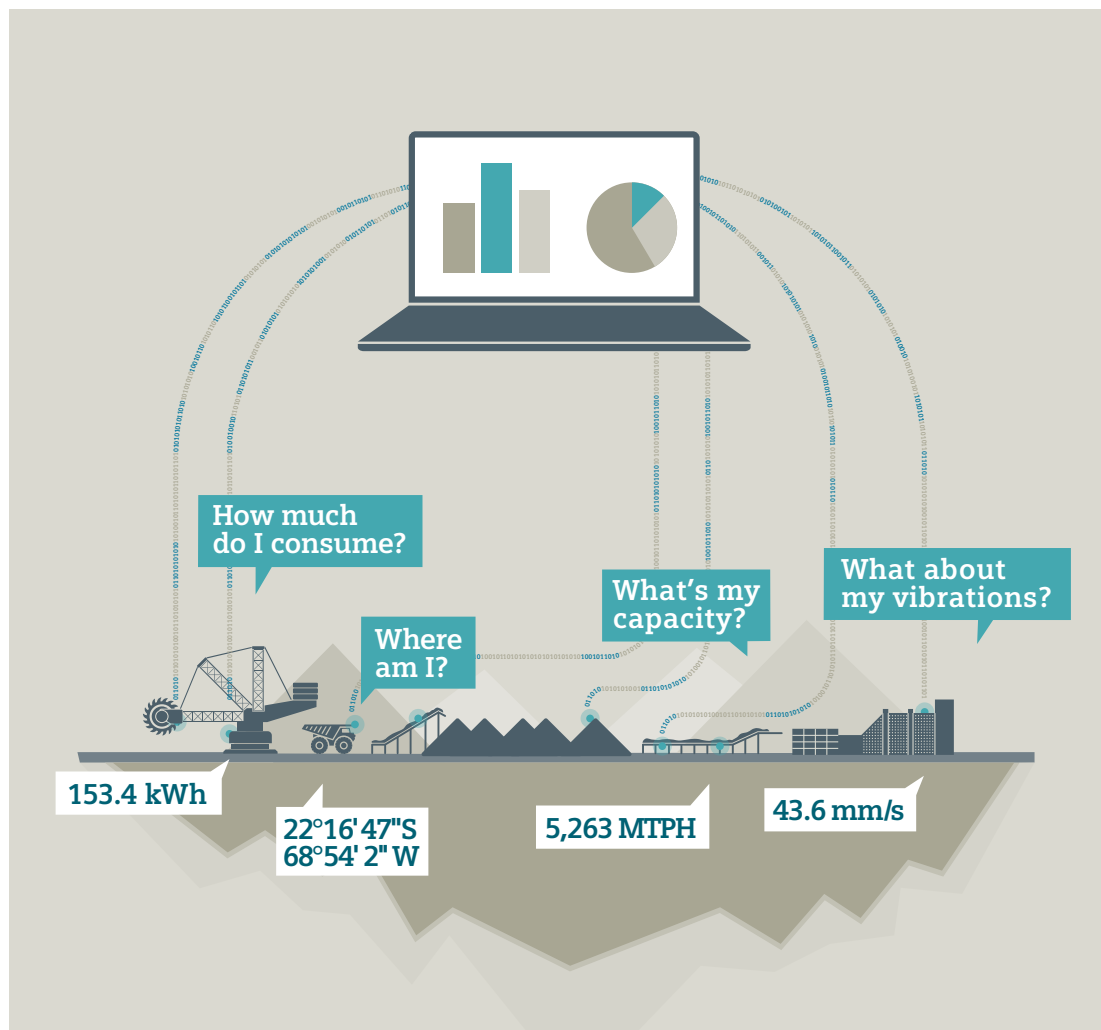 How much
do I consume?
Where
am I?
What's my
capacity?
What about
my vibrations?
153.4 kWh
22°16'47"S
68°54' 2" W
5,263 MTPH
43.6 mm/s